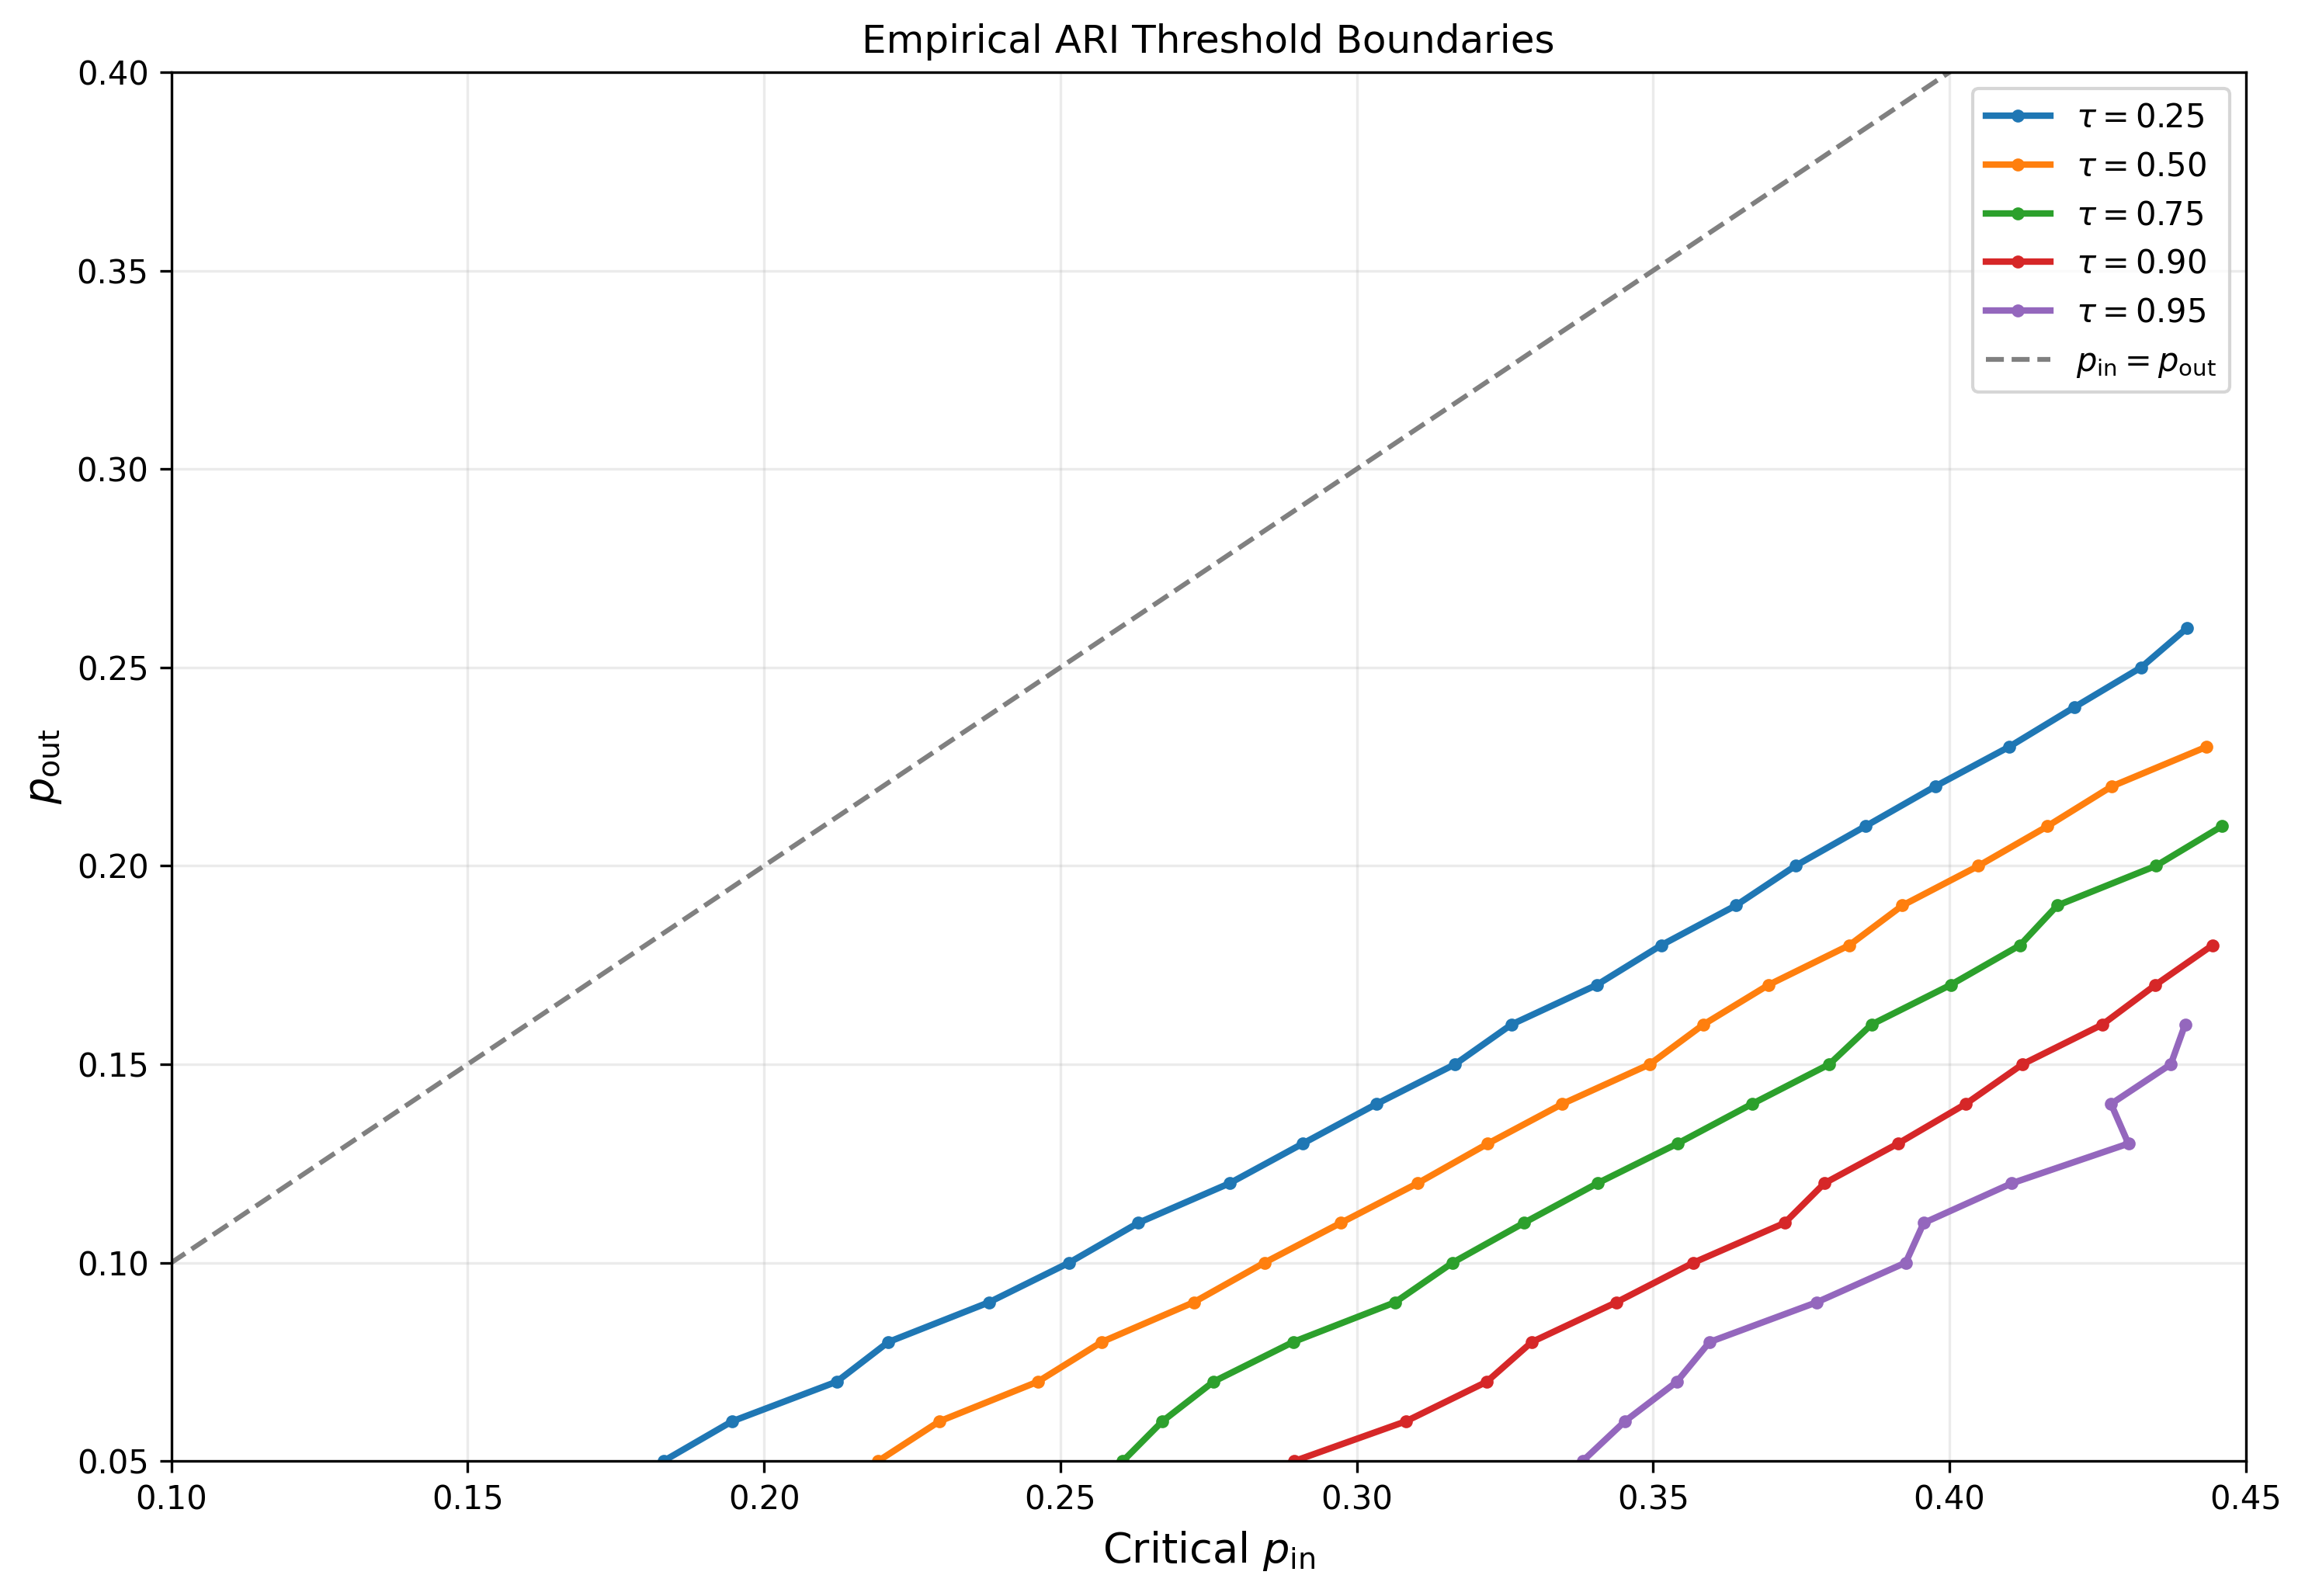 Empirical ARI Threshold Boundaries
0.40
0.35
0.30
0.25
0.20
0.15
0.10
0.05
p_out
τ = 0.25
τ = 0.50
τ = 0.75
τ = 0.90
τ = 0.95
p_in = p_out
0.10 0.15 0.20 0.25 0.30 0.35 0.40 0.45
Critical p_in